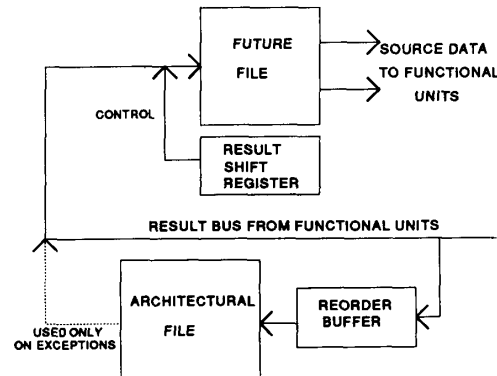 FUTURE
FILE
SOURCE DATA
TO FUNCTIONAL
UNITS
CONTROL
RESULT
SHIFT
REGISTER
RESULT BUS FROM FUNCTIONAL UNITS
ARCHITECTURAL
FILE
REORDER
BUFFER
USED ONLY
ON EXCEPTIONS